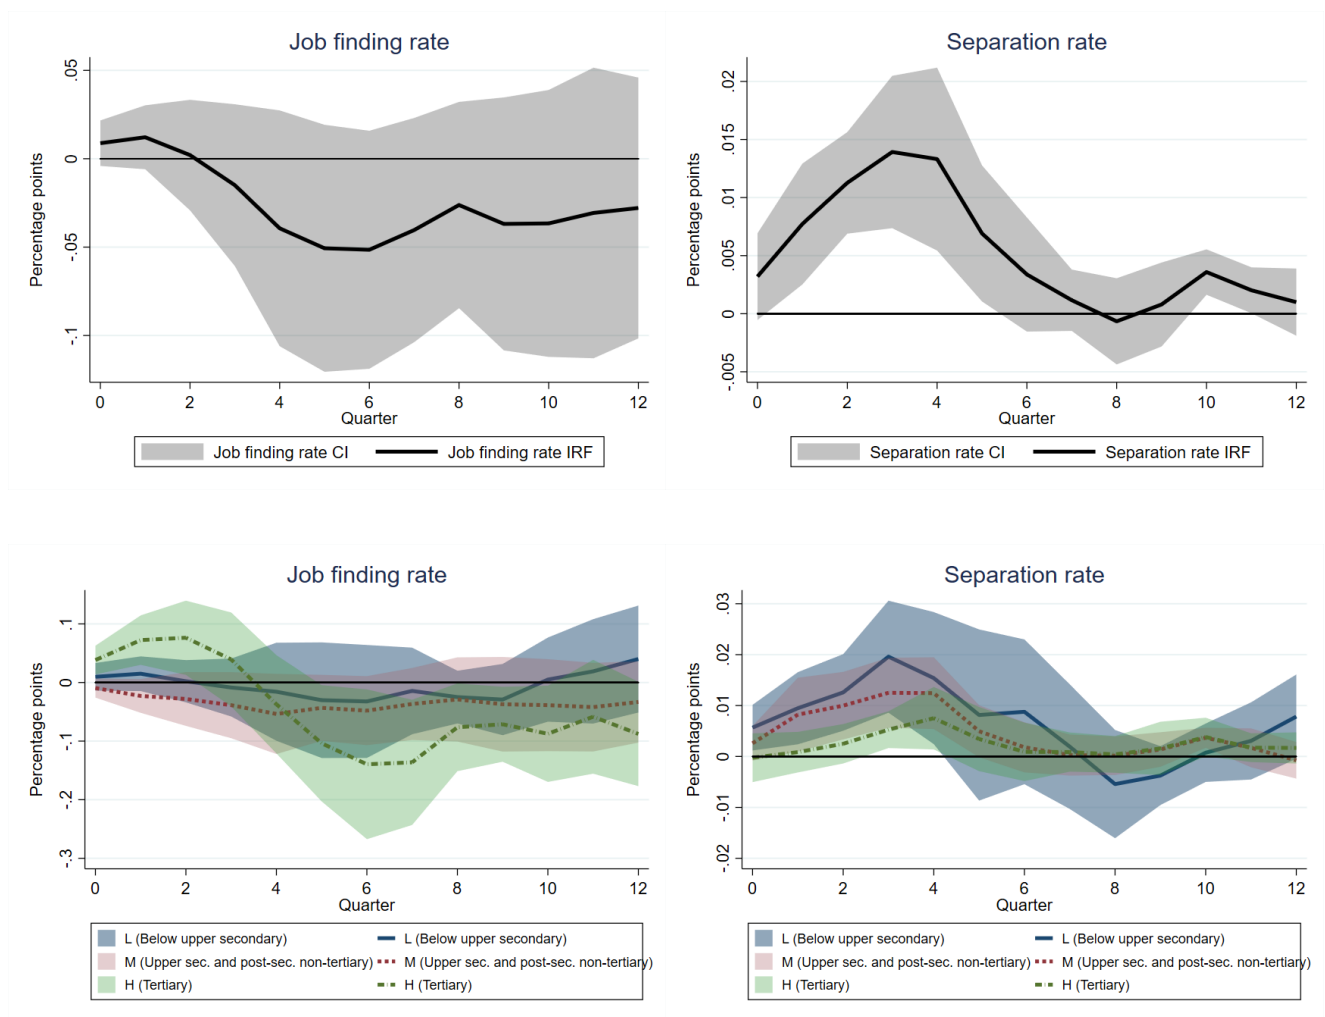 Job finding rate
Percentage points
.05
0
-.05
-.1
0 2 4 6 8 10 12
Quarter
Job finding rate CI Job finding rate IRF
Separation rate
Percentage points
.02
.015
.01
.005
0
-.005
0 2 4 6 8 10 12
Quarter
Separation rate CI Separation rate IRF
Job finding rate
Percentage points
.1
0
-.1
-.2
-.3
0 2 4 6 8 10 12
Quarter
L (Below upper secondary) L (Below upper secondary)
M (Upper sec. and post-sec. non-tertiary) M (Upper sec. and post-sec. non-tertiary)
H (Tertiary) H (Tertiary)
Separation rate
Percentage points
.03
.02
.01
0
-.01
-.02
0 2 4 6 8 10 12
Quarter
L (Below upper secondary) L (Below upper secondary)
M (Upper sec. and post-sec. non-tertiary) M (Upper sec. and post-sec. non-tertiary)
H (Tertiary) H (Tertiary)